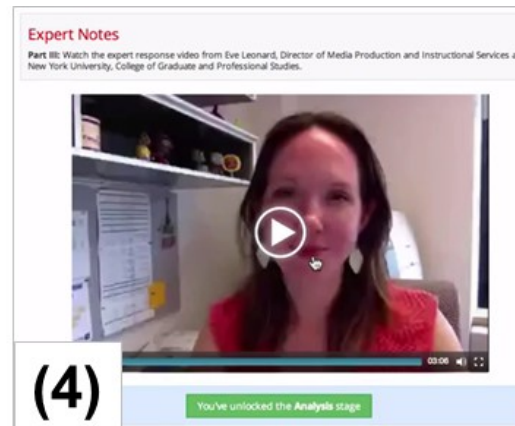 Expert Notes
Part III: Watch the expert response video from Eve Leonard, Director of Media Production and Instructional Services
New York University, College of Graduate and Professional Studies.
03:06
(4)
You've unlocked the Analysis stage